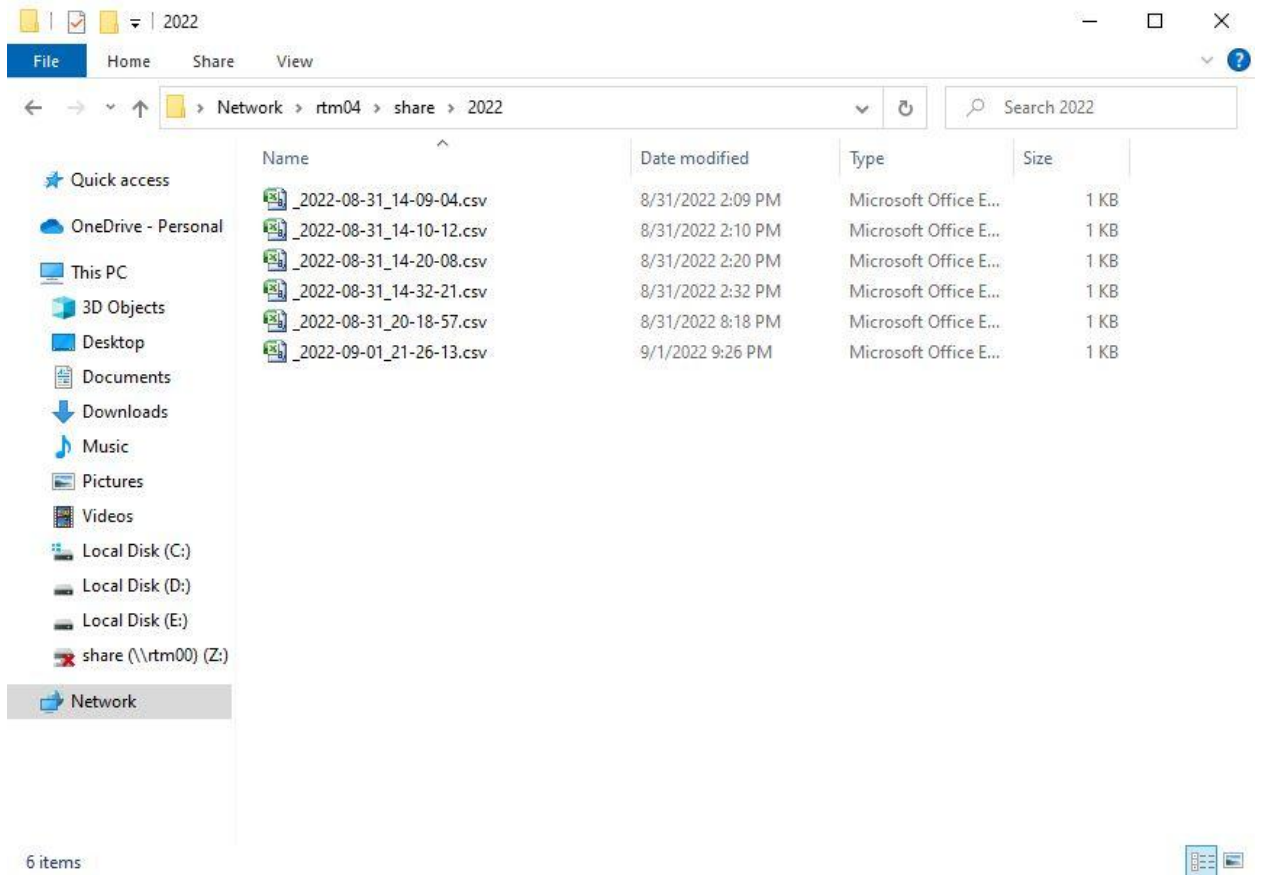 2022
File Home Share View
Network › rtm04 › share › 2022 Search 2022
Name Date modified Type Size
Quick access
OneDrive - Personal
This PC
3D Objects
Desktop
Documents
Downloads
Music
Pictures
Videos
Local Disk (C:)
Local Disk (D:)
Local Disk (E:)
share (\\rtm00) (Z:)
Network
_2022-08-31_14-09-04.csv 8/31/2022 2:09 PM Microsoft Office E... 1 KB
_2022-08-31_14-10-12.csv 8/31/2022 2:10 PM Microsoft Office E... 1 KB
_2022-08-31_14-20-08.csv 8/31/2022 2:20 PM Microsoft Office E... 1 KB
_2022-08-31_14-32-21.csv 8/31/2022 2:32 PM Microsoft Office E... 1 KB
_2022-08-31_20-18-57.csv 8/31/2022 8:18 PM Microsoft Office E... 1 KB
_2022-09-01_21-26-13.csv 9/1/2022 9:26 PM Microsoft Office E... 1 KB
6 items